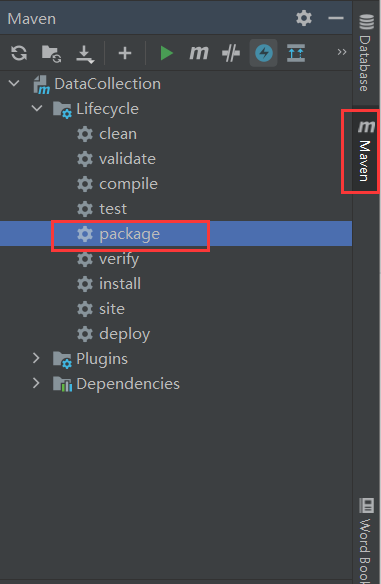 Maven
DataCollection
Lifecycle
clean
validate
compile
test
package
verify
install
site
deploy
Plugins
Dependencies
Database
m Maven
Word Book